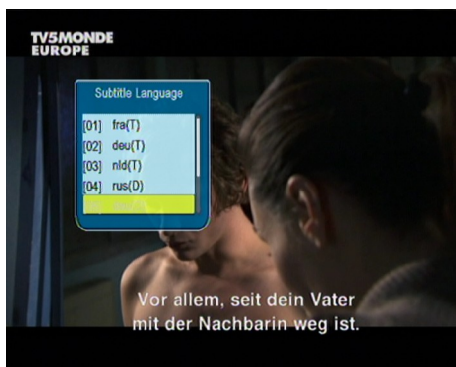 TV5MONDE
EUROPE
Subtitle Language
[01] fra(T)
[02] deu(T)
[03] nld(T)
[04] rus(D)
Vor allem, seit dein Vater
mit der Nachbarin weg ist.